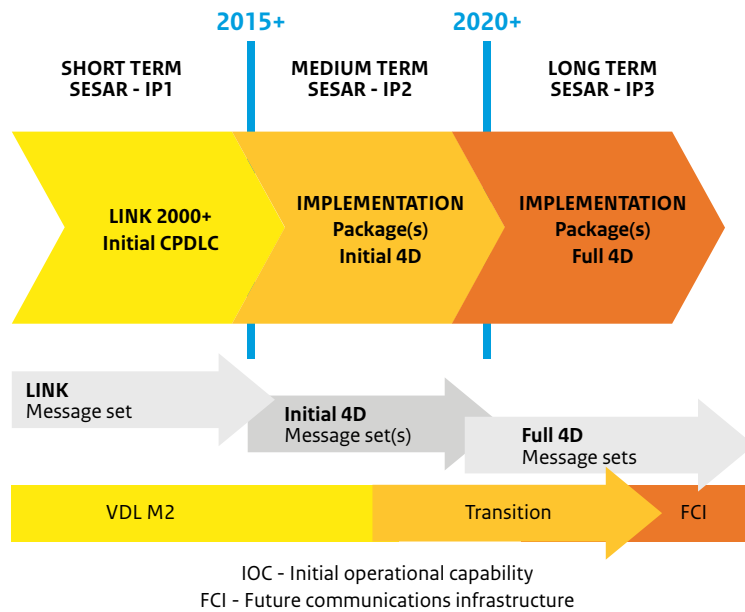 2015+
2020+
SHORT TERM
SESAR - IP1
MEDIUM TERM
SESAR - IP2
LONG TERM
SESAR - IP3
LINK 2000+
Initial CPDLC
IMPLEMENTATION
Package(s)
Initial 4D
IMPLEMENTATION
Package(s)
Full 4D
LINK
Message set
Initial 4D
Message set(s)
Full 4D
Message sets
VDL M2
Transition
FCI
IOC - Initial operational capability
FCI - Future communications infrastructure